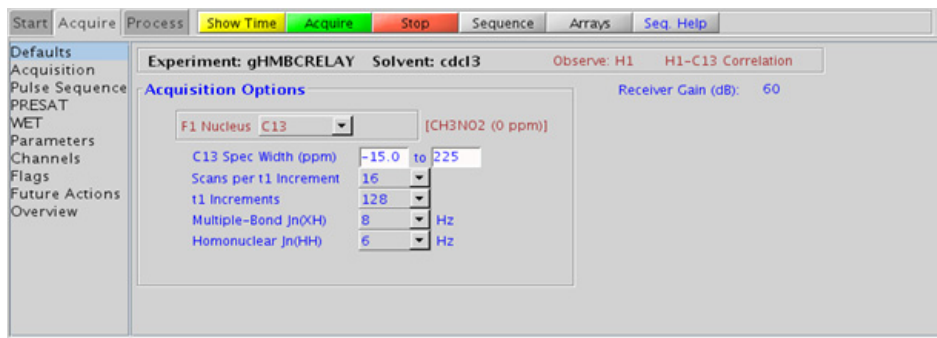 Start Acquire Process Show Time Acquire Stop Sequence Arrays Seq. Help
Defaults
Acquisition
Pulse Sequence
PRESAT
WET
Parameters
Channels
Flags
Future Actions
Overview
Experiment: gHMBCRELAY Solvent: cdcl3 Observe: H1 H1-C13 Correlation
Acquisition Options Receiver Gain (dB): 60
F1 Nucleus C13 [CH3NO2 (0 ppm)]
C13 Spec Width (ppm) -15.0 to 225
Scans per t1 Increment 16
t1 Increments 128
Multiple-Bond Jn(XH) 8 Hz
Homonuclear Jn(HH) 6 Hz